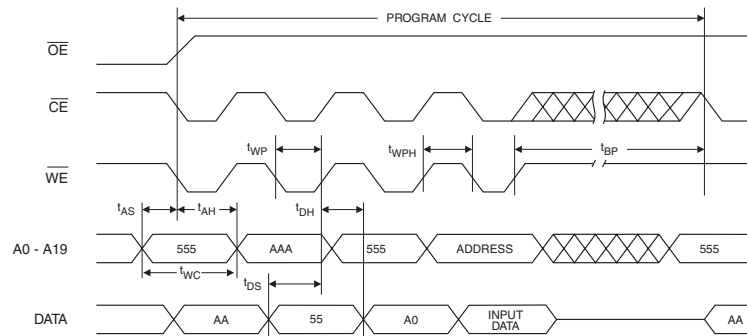 PROGRAM CYCLE
OE
CE
tWP
tWPH
tBP
WE
tAS
tAH
tDH
A0 - A19
555
AAA
555
ADDRESS
555
tWC
tDS
DATA
AA
55
A0
INPUT
DATA
AA